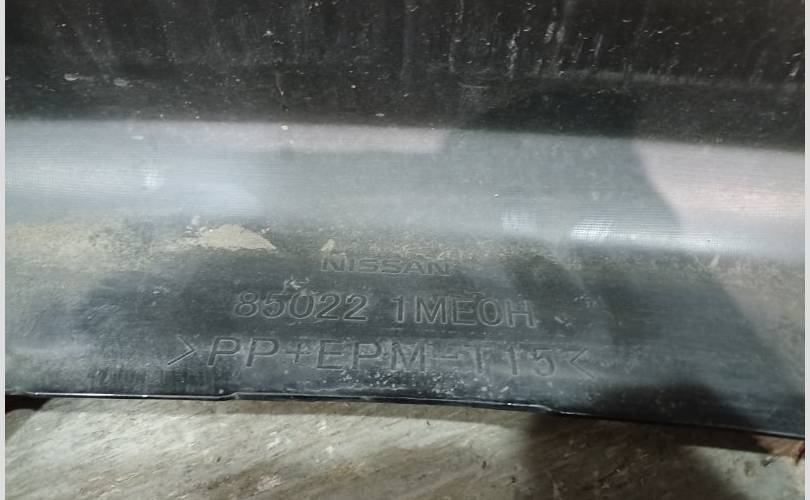 NISSAN
85022 1ME0H
>PP+EPM-T15<